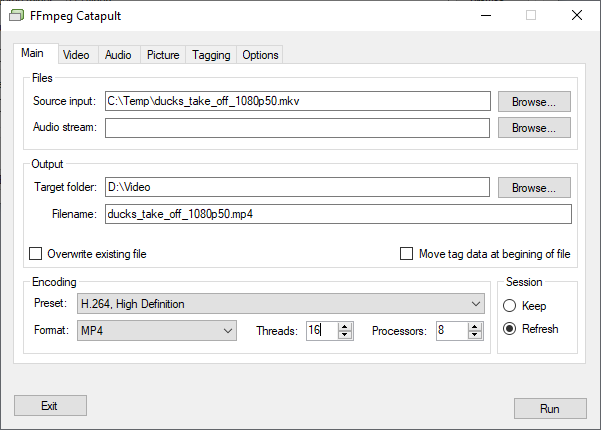 FFmpeg Catapult
Main Video Audio Picture Tagging Options
Files
Source input: C:\Temp\ducks_take_off_1080p50.mkv Browse...
Audio stream: Browse...
Output
Target folder: D:\Video Browse...
Filename: ducks_take_off_1080p50.mp4
Overwrite existing file Move tag data at begining of file
Encoding Session
Preset: H.264, High Definition Keep
Format: MP4 Threads: 16 Processors: 8 Refresh
Exit Run